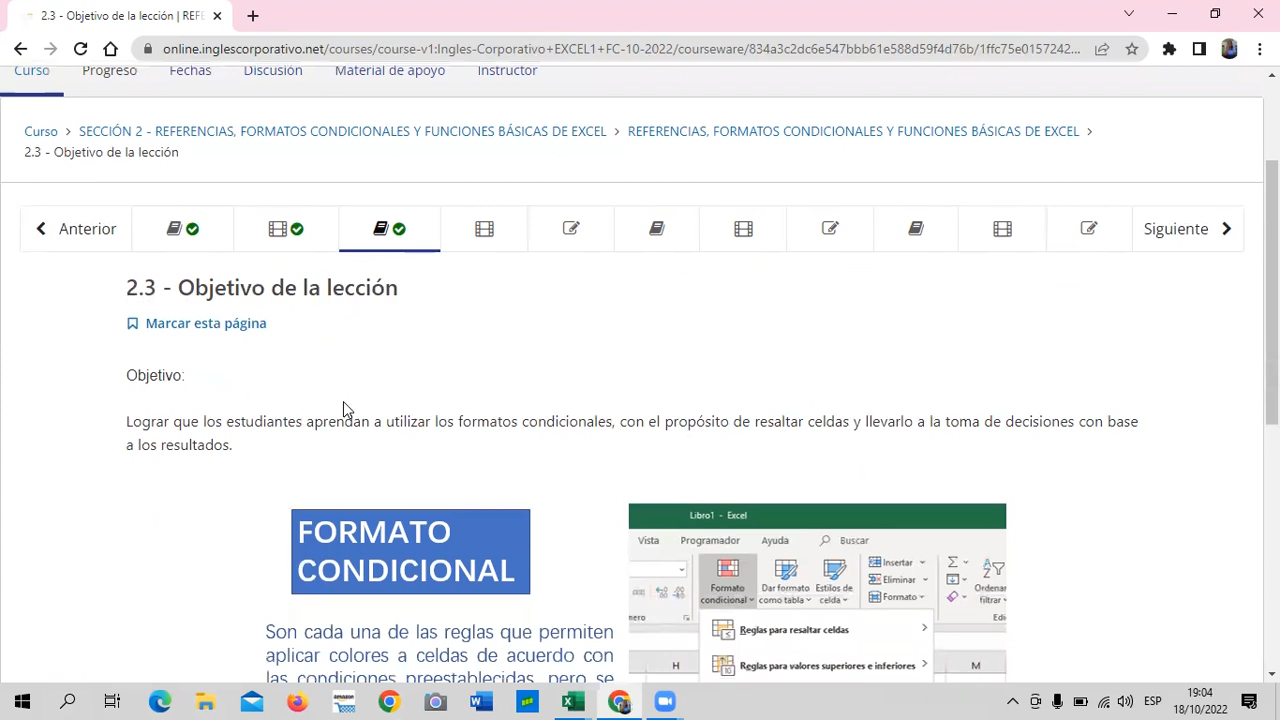 2.3 - Objetivo de la lección | REF
online.inglescorporativo.net/courses/course-v1:Ingles-Corporativo+EXCEL1+FC-10-2022/courseware/834a3c2dc6e547bbb61e588d59f4d76b/1ffc75e0157242...
Curso Progreso Fechas Discusión Material de apoyo Instructor
Curso > SECCIÓN 2 - REFERENCIAS, FORMATOS CONDICIONALES Y FUNCIONES BÁSICAS DE EXCEL > REFERENCIAS, FORMATOS CONDICIONALES Y FUNCIONES BÁSICAS DE EXCEL >
2.3 - Objetivo de la lección
Anterior Siguiente
2.3 - Objetivo de la lección
Marcar esta página
Objetivo:
Lograr que los estudiantes aprendan a utilizar los formatos condicionales, con el propósito de resaltar celdas y llevarlo a la toma de decisiones con base
a los resultados.
FORMATO
CONDICIONAL
Son cada una de las reglas que permiten
aplicar colores a celdas de acuerdo con
las condiciones preestablecidas, pero se
Libro1 - Excel
Vista Programador Ayuda Buscar
Formato condicional
Dar formato como tabla
Estilos de celda
Insertar
Eliminar
Formato
Ordenar
filtrar
Reglas para resaltar celdas
Reglas para valores superiores e inferiores
H M
ESP
19:04
18/10/2022